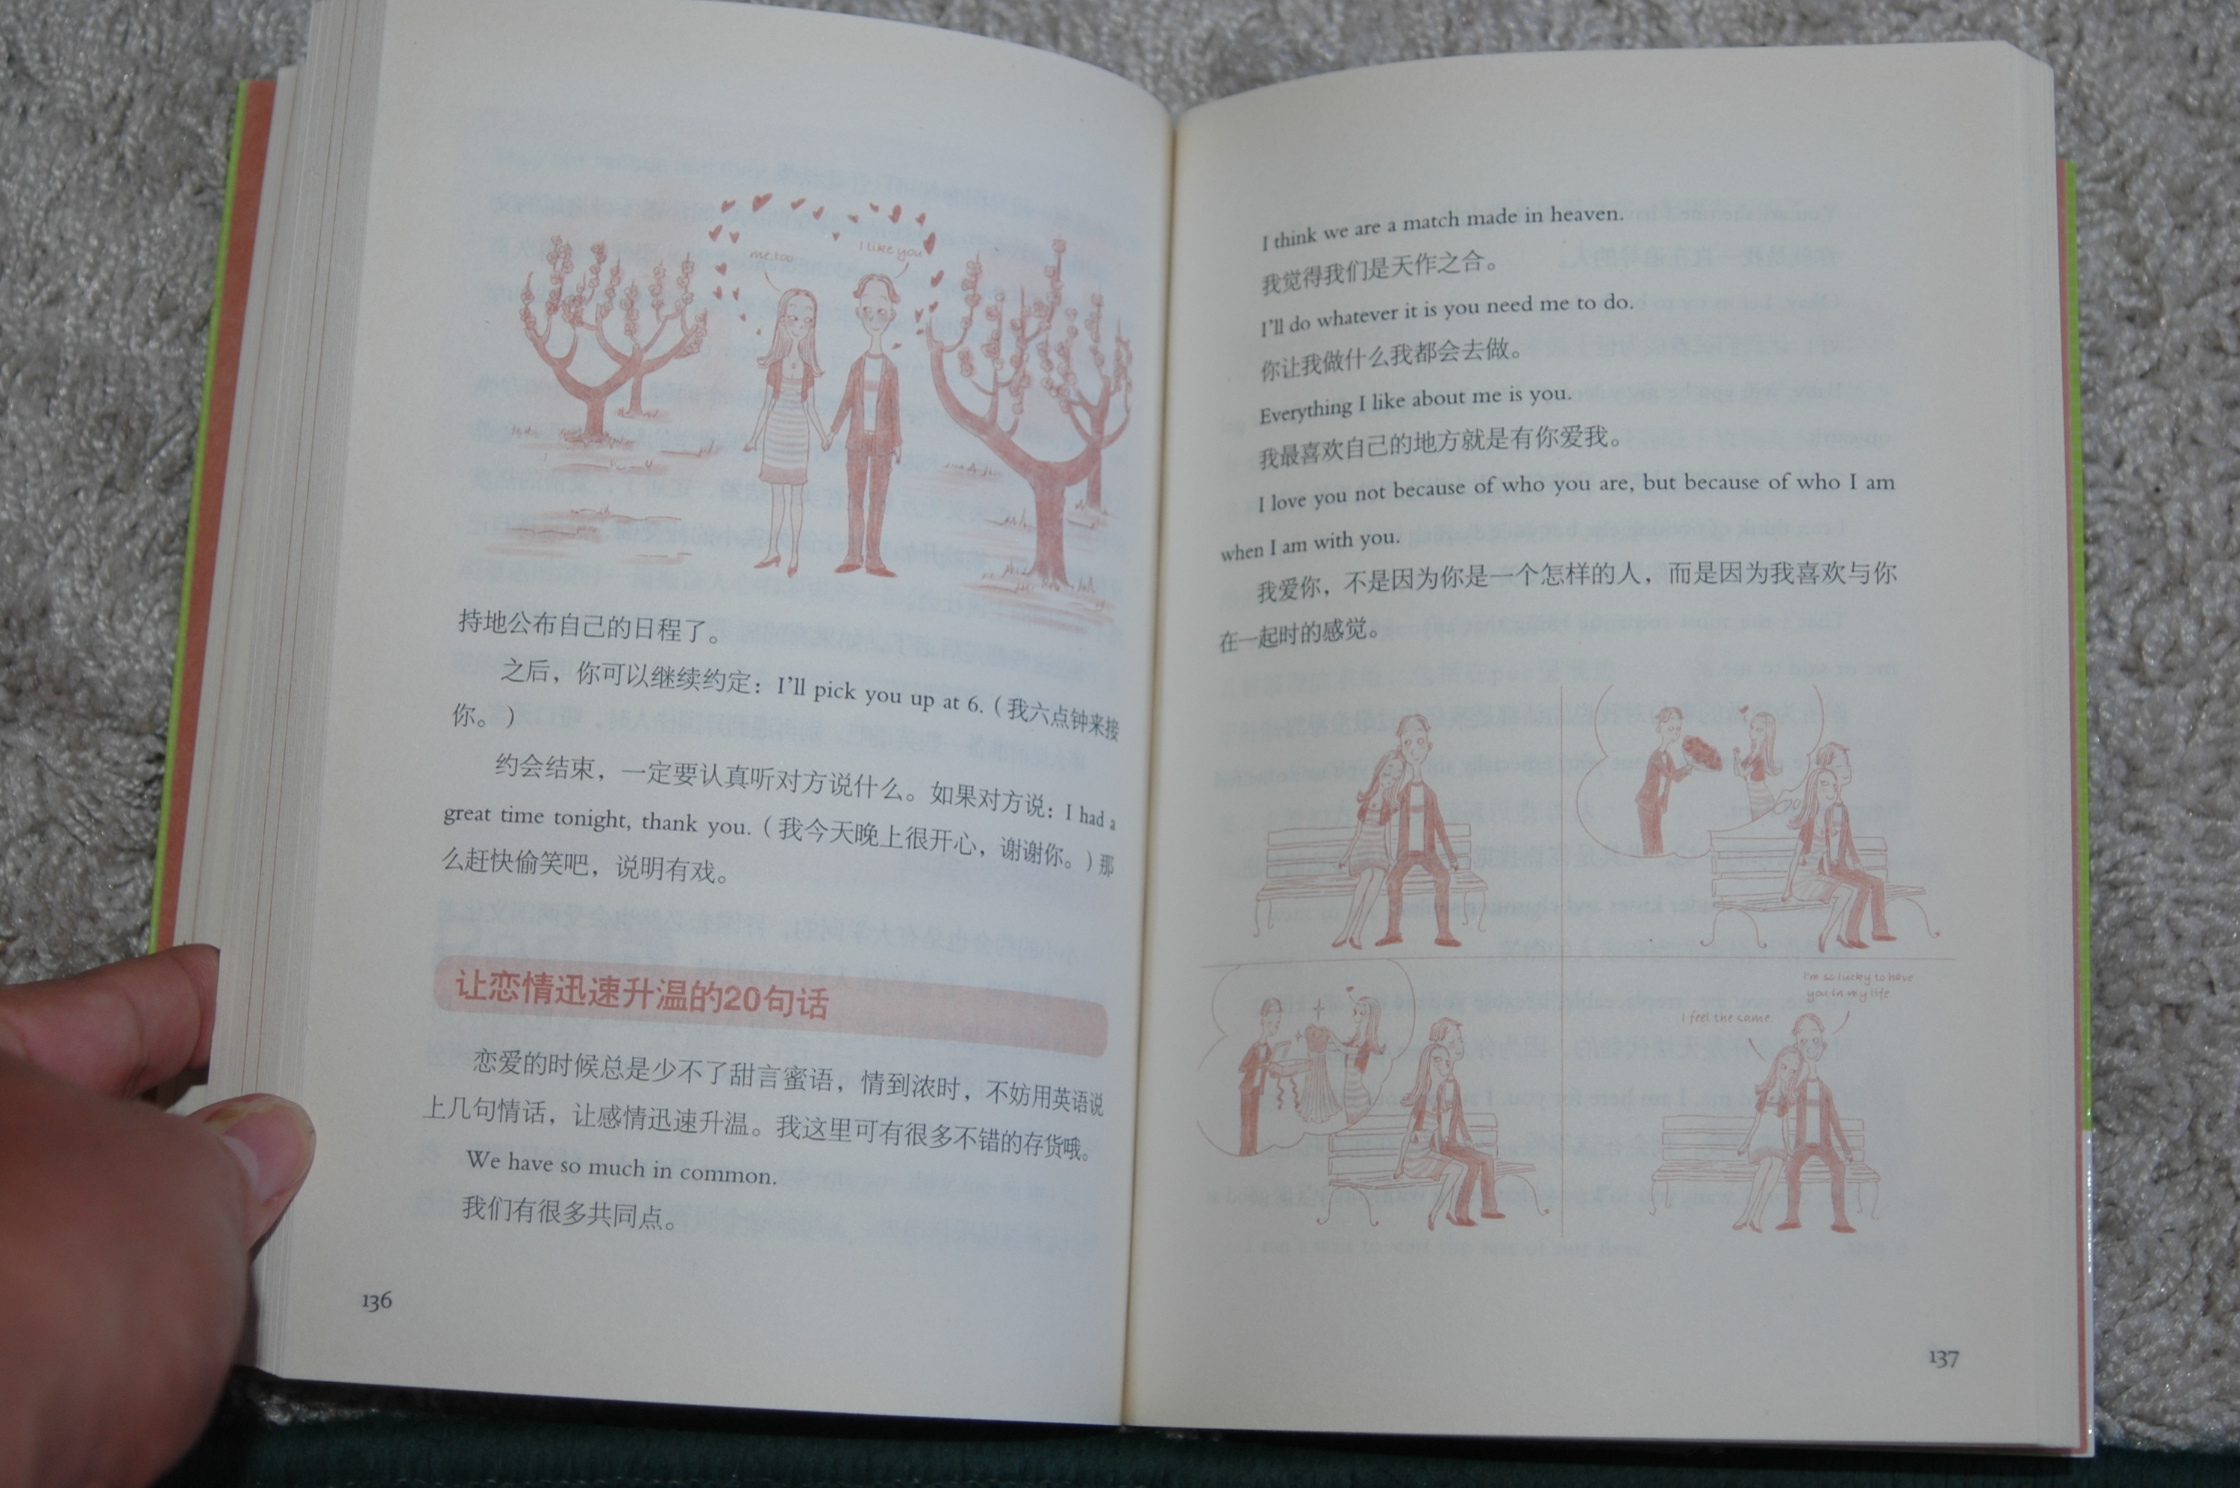 me too
I like you
持地公布自己的日程了。
之后，你可以继续约定：I'll pick you up at 6.（我六点钟来接
你。）
约会结束，一定要认真听对方说什么。如果对方说：I had a
great time tonight, thank you.（我今天晚上很开心，谢谢你。）那
么赶快偷笑吧，说明有戏。
让恋情迅速升温的20句话
恋爱的时候总是少不了甜言蜜语，情到浓时，不妨用英语说
上几句情话，让感情迅速升温。我这里可有很多不错的存货哦。
We have so much in common.
我们有很多共同点。
136
I think we are a match made in heaven.
我觉得我们是天作之合。
I'll do whatever it is you need me to do.
你让我做什么我都会去做。
Everything I like about me is you.
我最喜欢自己的地方就是有你爱我。
I love you not because of who you are, but because of who I am
when I am with you.
我爱你，不是因为你是一个怎样的人，而是因为我喜欢与你
在一起时的感觉。
I'm so lucky to have
you in my life
I feel the same
137